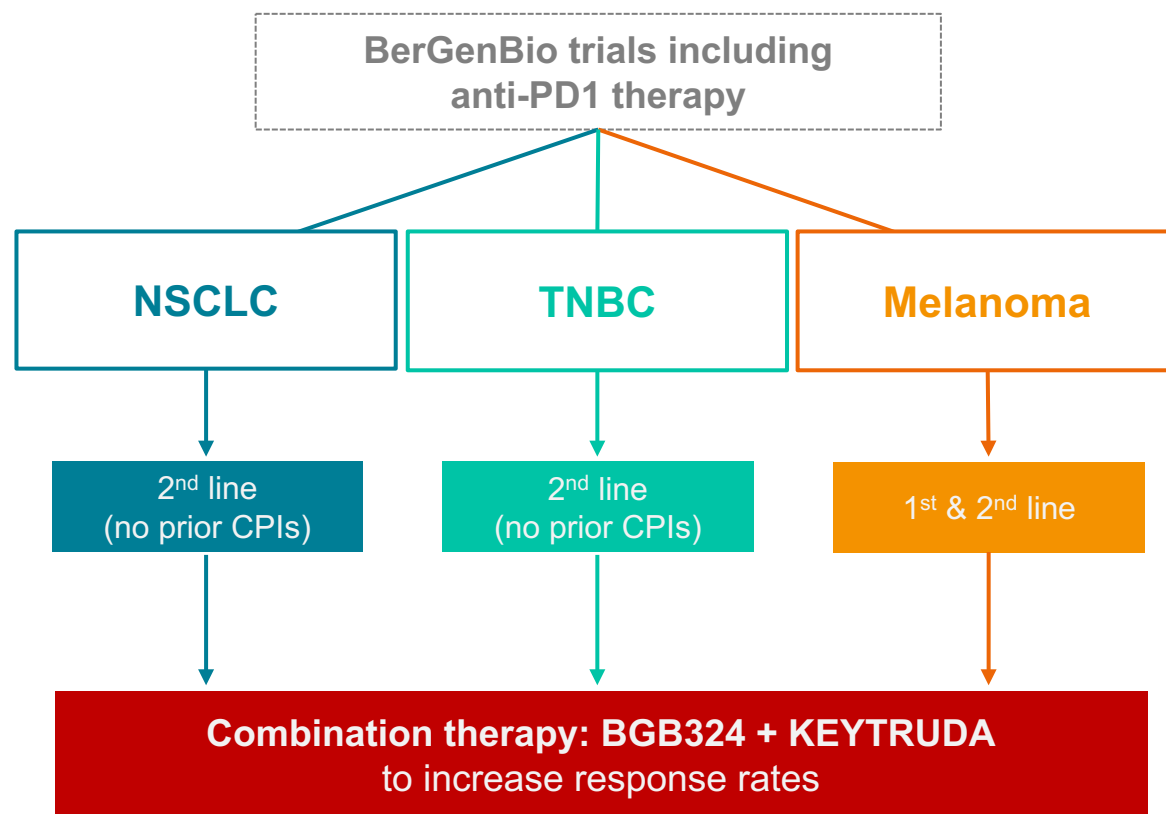 BerGenBio trials including
anti-PD1 therapy
NSCLC
TNBC
Melanoma
2nd line
(no prior CPIs)
2nd line
(no prior CPIs)
1st & 2nd line
Combination therapy: BGB324 + KEYTRUDA
to increase response rates